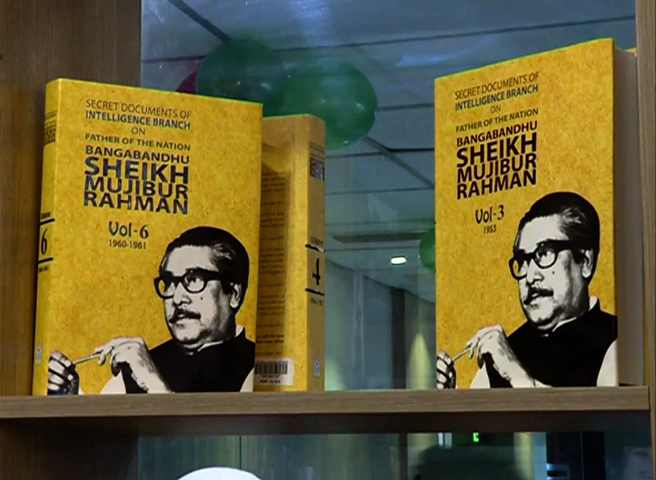 SECRET DOCUMENTS OF
INTELLIGENCE BRANCH
ON
FATHER OF THE NATION
BANGABANDHU
SHEIKH
MUJIBUR
RAHMAN
Vol-6
1960-1961
6
4
SECRET DOCUMENTS OF
INTELLIGENCE BRANCH
ON
FATHER OF THE NATION
BANGABANDHU
SHEIKH
MUJIBUR
RAHMAN
Vol-3
1953